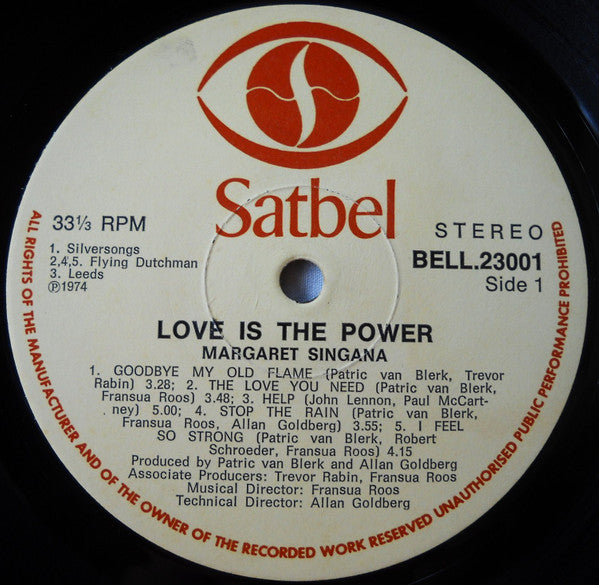 Satbel
33⅓ RPM
STEREO
1. Silversongs
2,4,5. Flying Dutchman
3. Leeds
℗1974
BELL.23001
Side 1
LOVE IS THE POWER
MARGARET SINGANA
1. GOODBYE MY OLD FLAME (Patric van Blerk, Trevor
Rabin) 3.28; 2. THE LOVE YOU NEED (Patric van Blerk,
Fransua Roos) 3.48; 3. HELP (John Lennon, Paul McCart-
ney) 5.00; 4. STOP THE RAIN (Patric van Blerk,
Fransua Roos, Allan Goldberg) 3.55; 5. I FEEL
SO STRONG (Patric van Blerk, Robert
Schroeder, Fransua Roos) 4.15
Produced by Patric van Blerk and Allan Goldberg
Associate Producers: Trevor Rabin, Fransua Roos
Musical Director: Fransua Roos
Technical Director: Allan Goldberg
ALL RIGHTS OF THE MANUFACTURER AND OF THE OWNER OF THE RECORDED WORK RESERVED UNAUTHORISED PUBLIC PERFORMANCE PROHIBITED